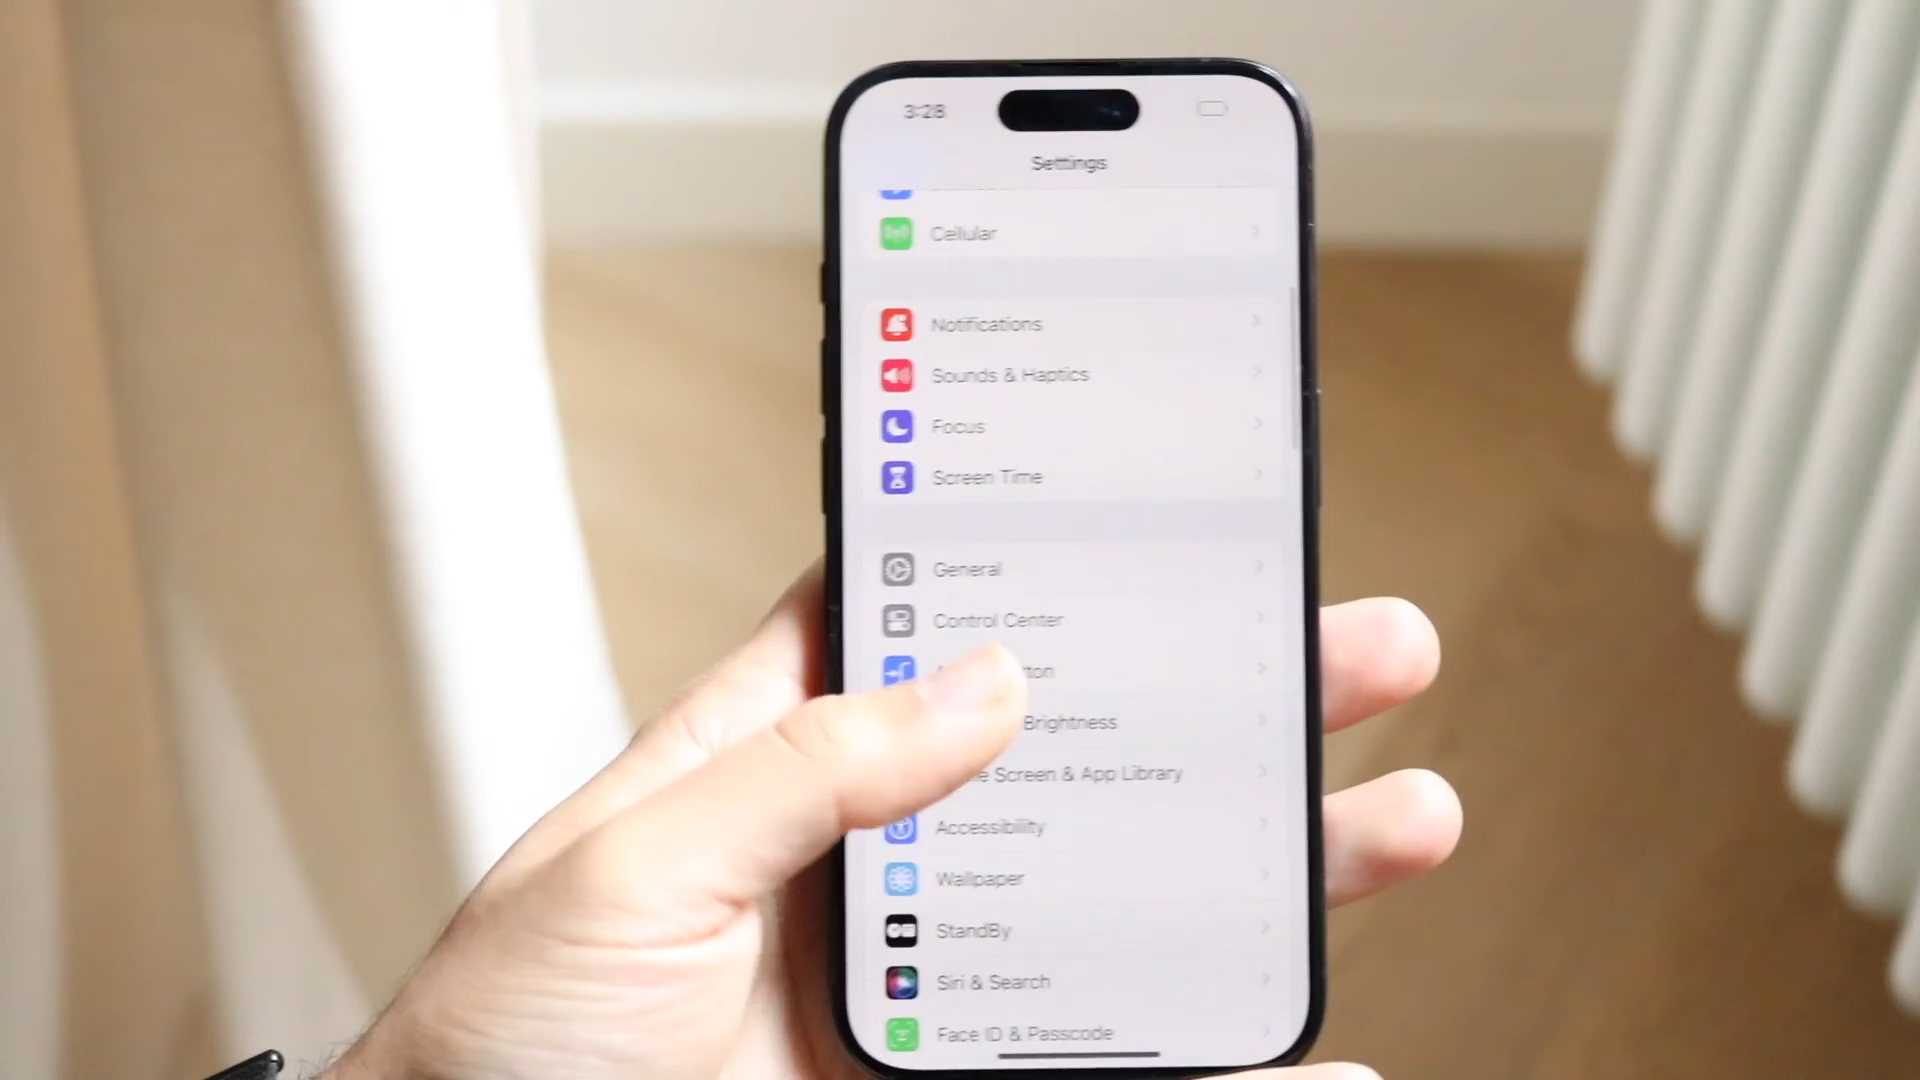 3:28
Settings
Cellular
Notifications
Sounds & Haptics
Focus
Screen Time
General
Control Center
tton
Brightness
e Screen & App Library
Accessibility
Wallpaper
StandBy
Siri & Search
Face ID & Passcode